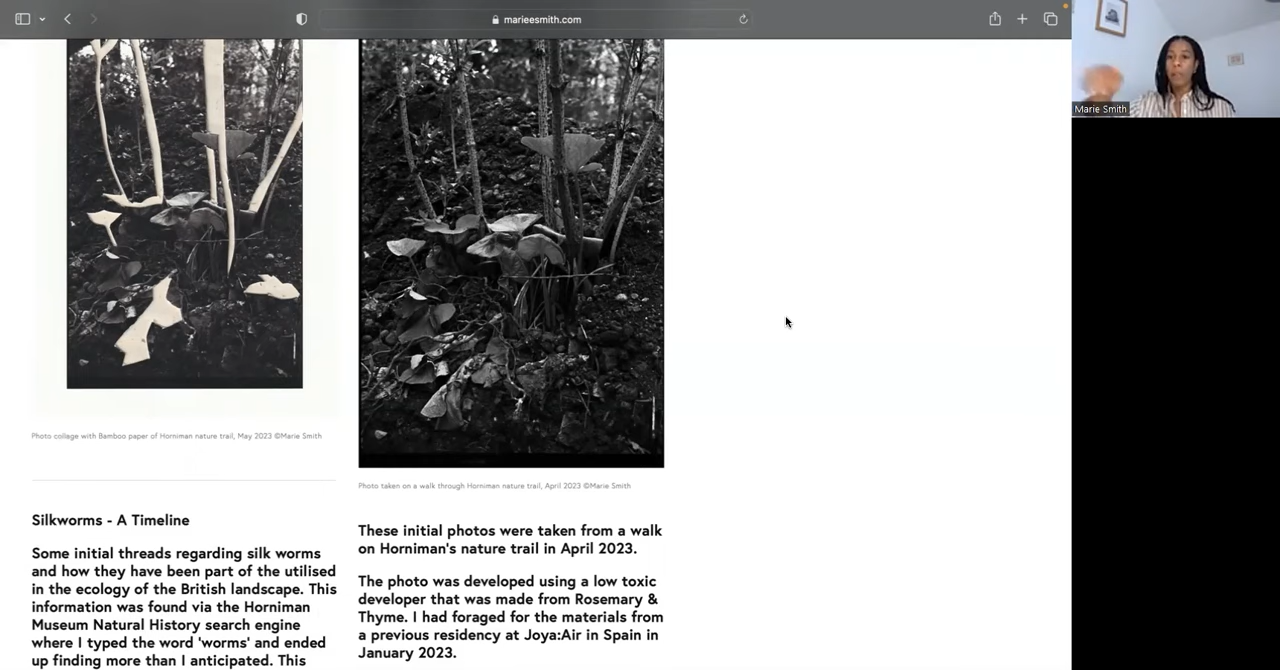 marieesmith.com
Marie Smith
Photo collage with Bamboo paper of Horniman nature trail, May 2023 ©Marie Smith
Silkworms - A Timeline
Some initial threads regarding silk worms
and how they have been part of the utilised
in the ecology of the British landscape. This
information was found via the Horniman
Museum Natural History search engine
where I typed the word 'worms' and ended
up finding more than I anticipated. This
Photo taken on a walk through Horniman nature trail, April 2023 ©Marie Smith
These initial photos were taken from a walk
on Horniman's nature trail in April 2023.
The photo was developed using a low toxic
developer that was made from Rosemary &
Thyme. I had foraged for the materials from
a previous residency at Joya:Air in Spain in
January 2023.